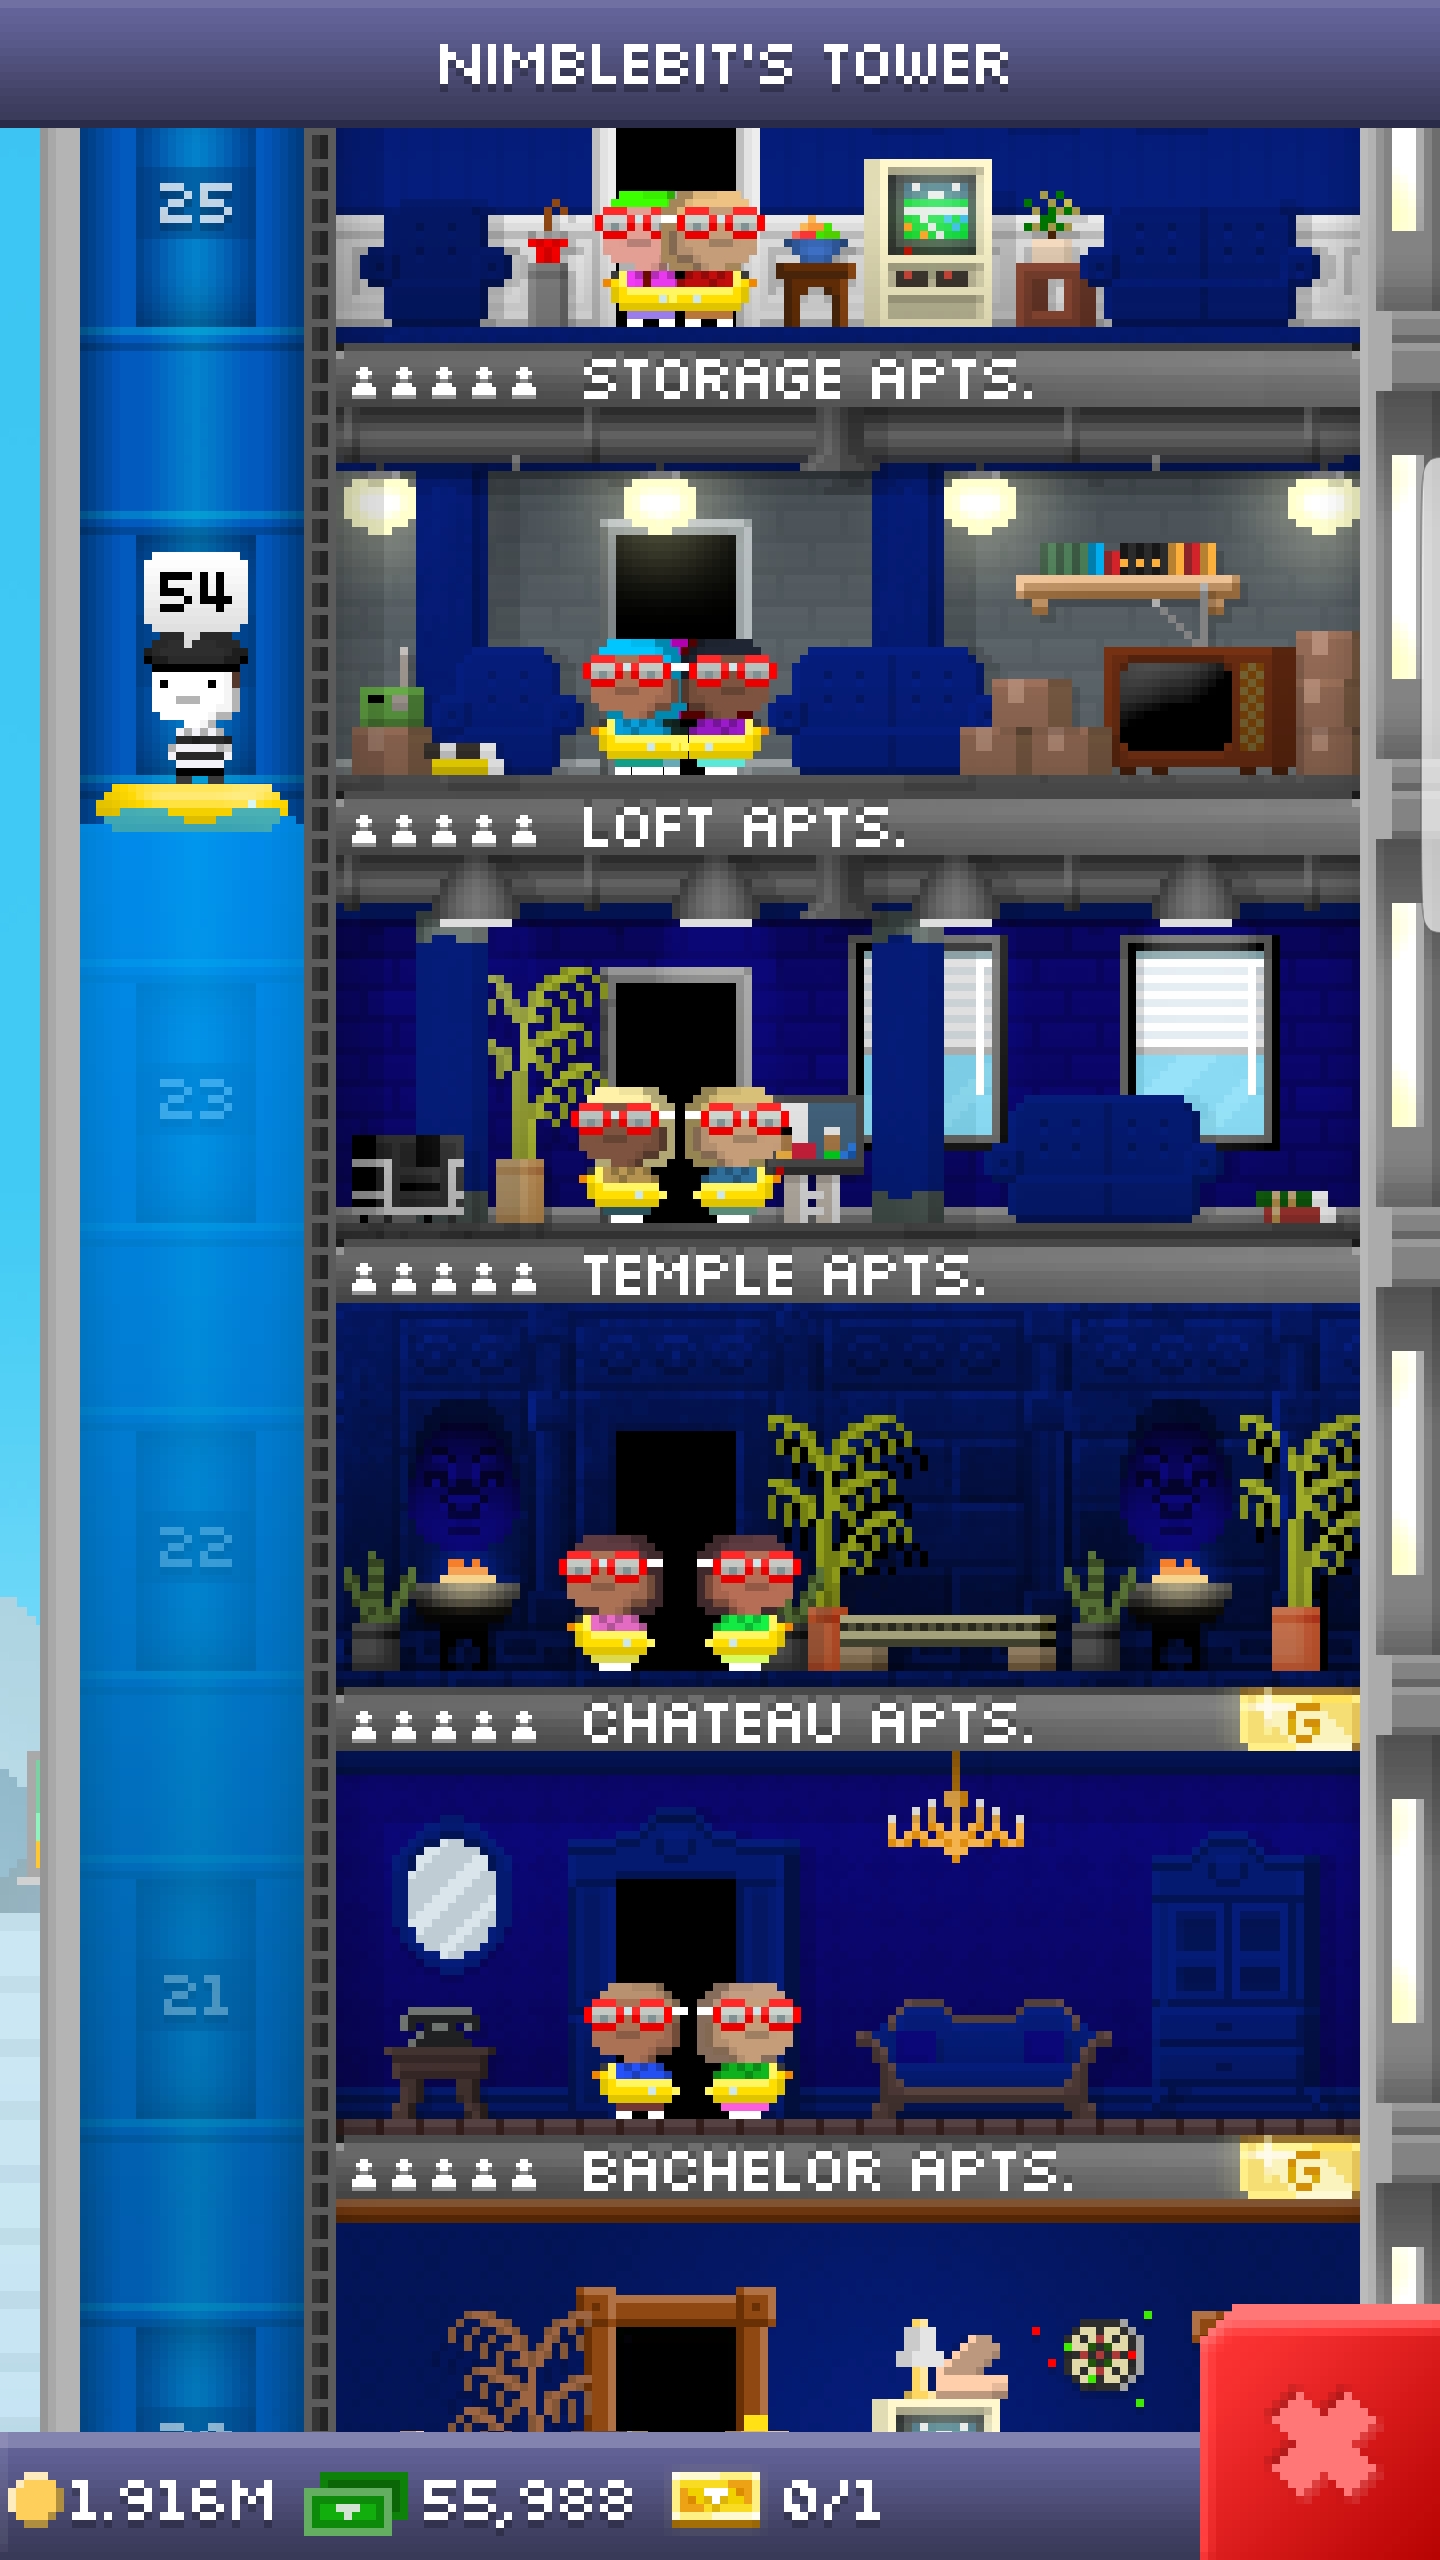 NIMBLEBIT'S TOWER
25
STORAGE APTS.
54
LOFT APTS.
23
TEMPLE APTS.
22
CHATEAU APTS. G
21
BACHELOR APTS. G
1.916M 55,988 0/1